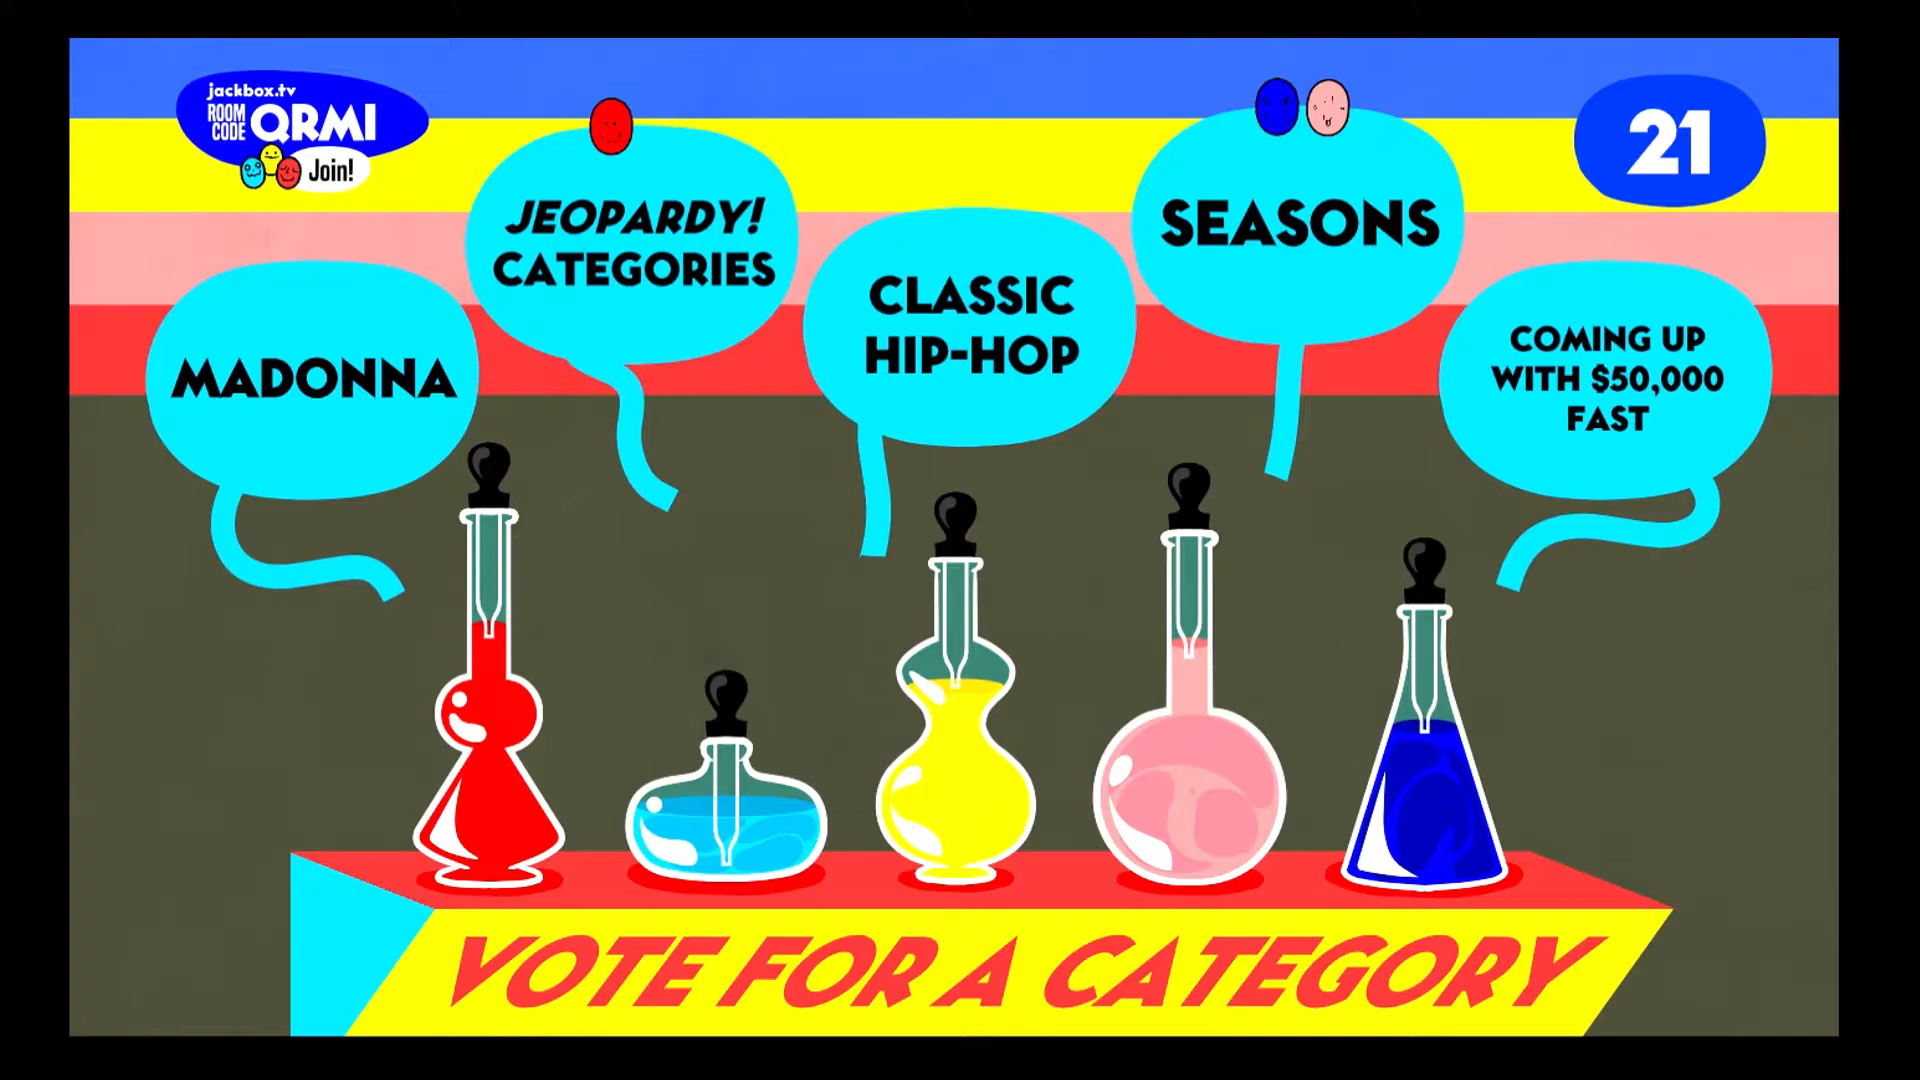 jackbox.tv
ROOM CODE QRMI
Join!
21
MADONNA
JEOPARDY!
CATEGORIES
CLASSIC
HIP-HOP
SEASONS
COMING UP
WITH $50,000
FAST
VOTE FOR A CATEGORY